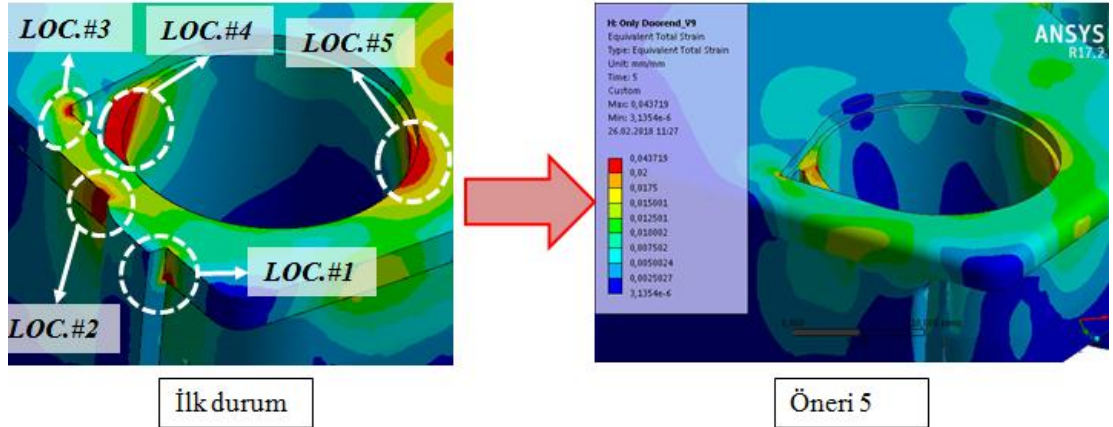 LOC.#3
LOC.#4
LOC.#5
LOC.#1
LOC.#2
H: Only Doorend_V9
Equivalent Total Strain
Type: Equivalent Total Strain
Unit: mm/mm
Time: 5
Custom
Max: 0,043719
Min: 3,1354e-6
26.02.2018 11:27
0,043719
0,02
0,0175
0,015001
0,012501
0,010002
0,007502
0,0050024
0,0025027
3,1354e-6
ANSYS
R17.2
İlk durum
Öneri 5